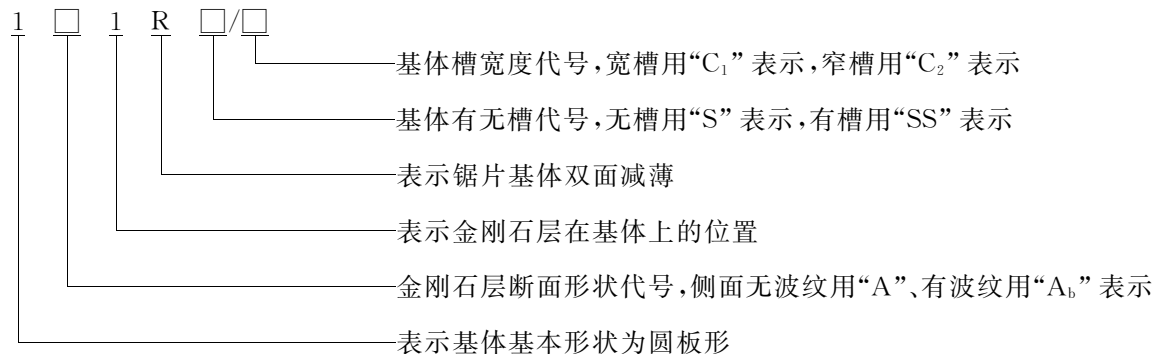 1 □ 1 R □/□
基体槽宽度代号,宽槽用“C₁”表示,窄槽用“C₂”表示
基体有无槽代号,无槽用“S”表示,有槽用“SS”表示
表示锯片基体双面减薄
表示金刚石层在基体上的位置
金刚石层断面形状代号,侧面无波纹用“A”、有波纹用“A_b”表示
表示基体基本形状为圆板形